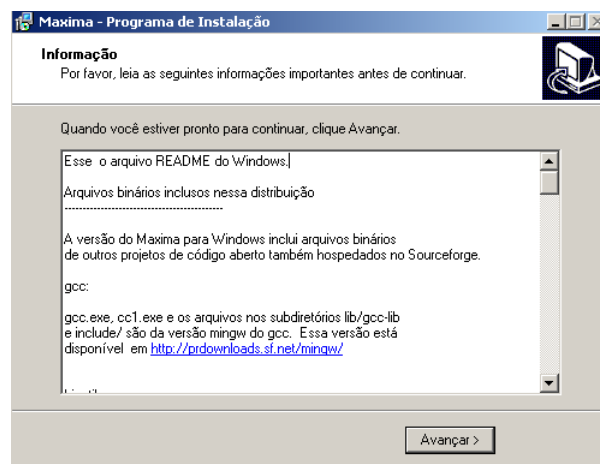 Maxima - Programa de Instalação
Informação
Por favor, leia as seguintes informações importantes antes de continuar.
Quando você estiver pronto para continuar, clique Avançar.
Esse  o arquivo README do Windows.
Arquivos binários inclusos nessa distribuição
--------------------------------------------
A versão do Maxima para Windows inclui arquivos binários
de outros projetos de código aberto também hospedados no Sourceforge.
gcc:
gcc.exe, cc1.exe e os arquivos nos subdiretórios lib/gcc-lib
e include/ são da versão mingw do gcc.  Essa versão está
disponível  em http://prdownloads.sf.net/mingw/
Avançar >